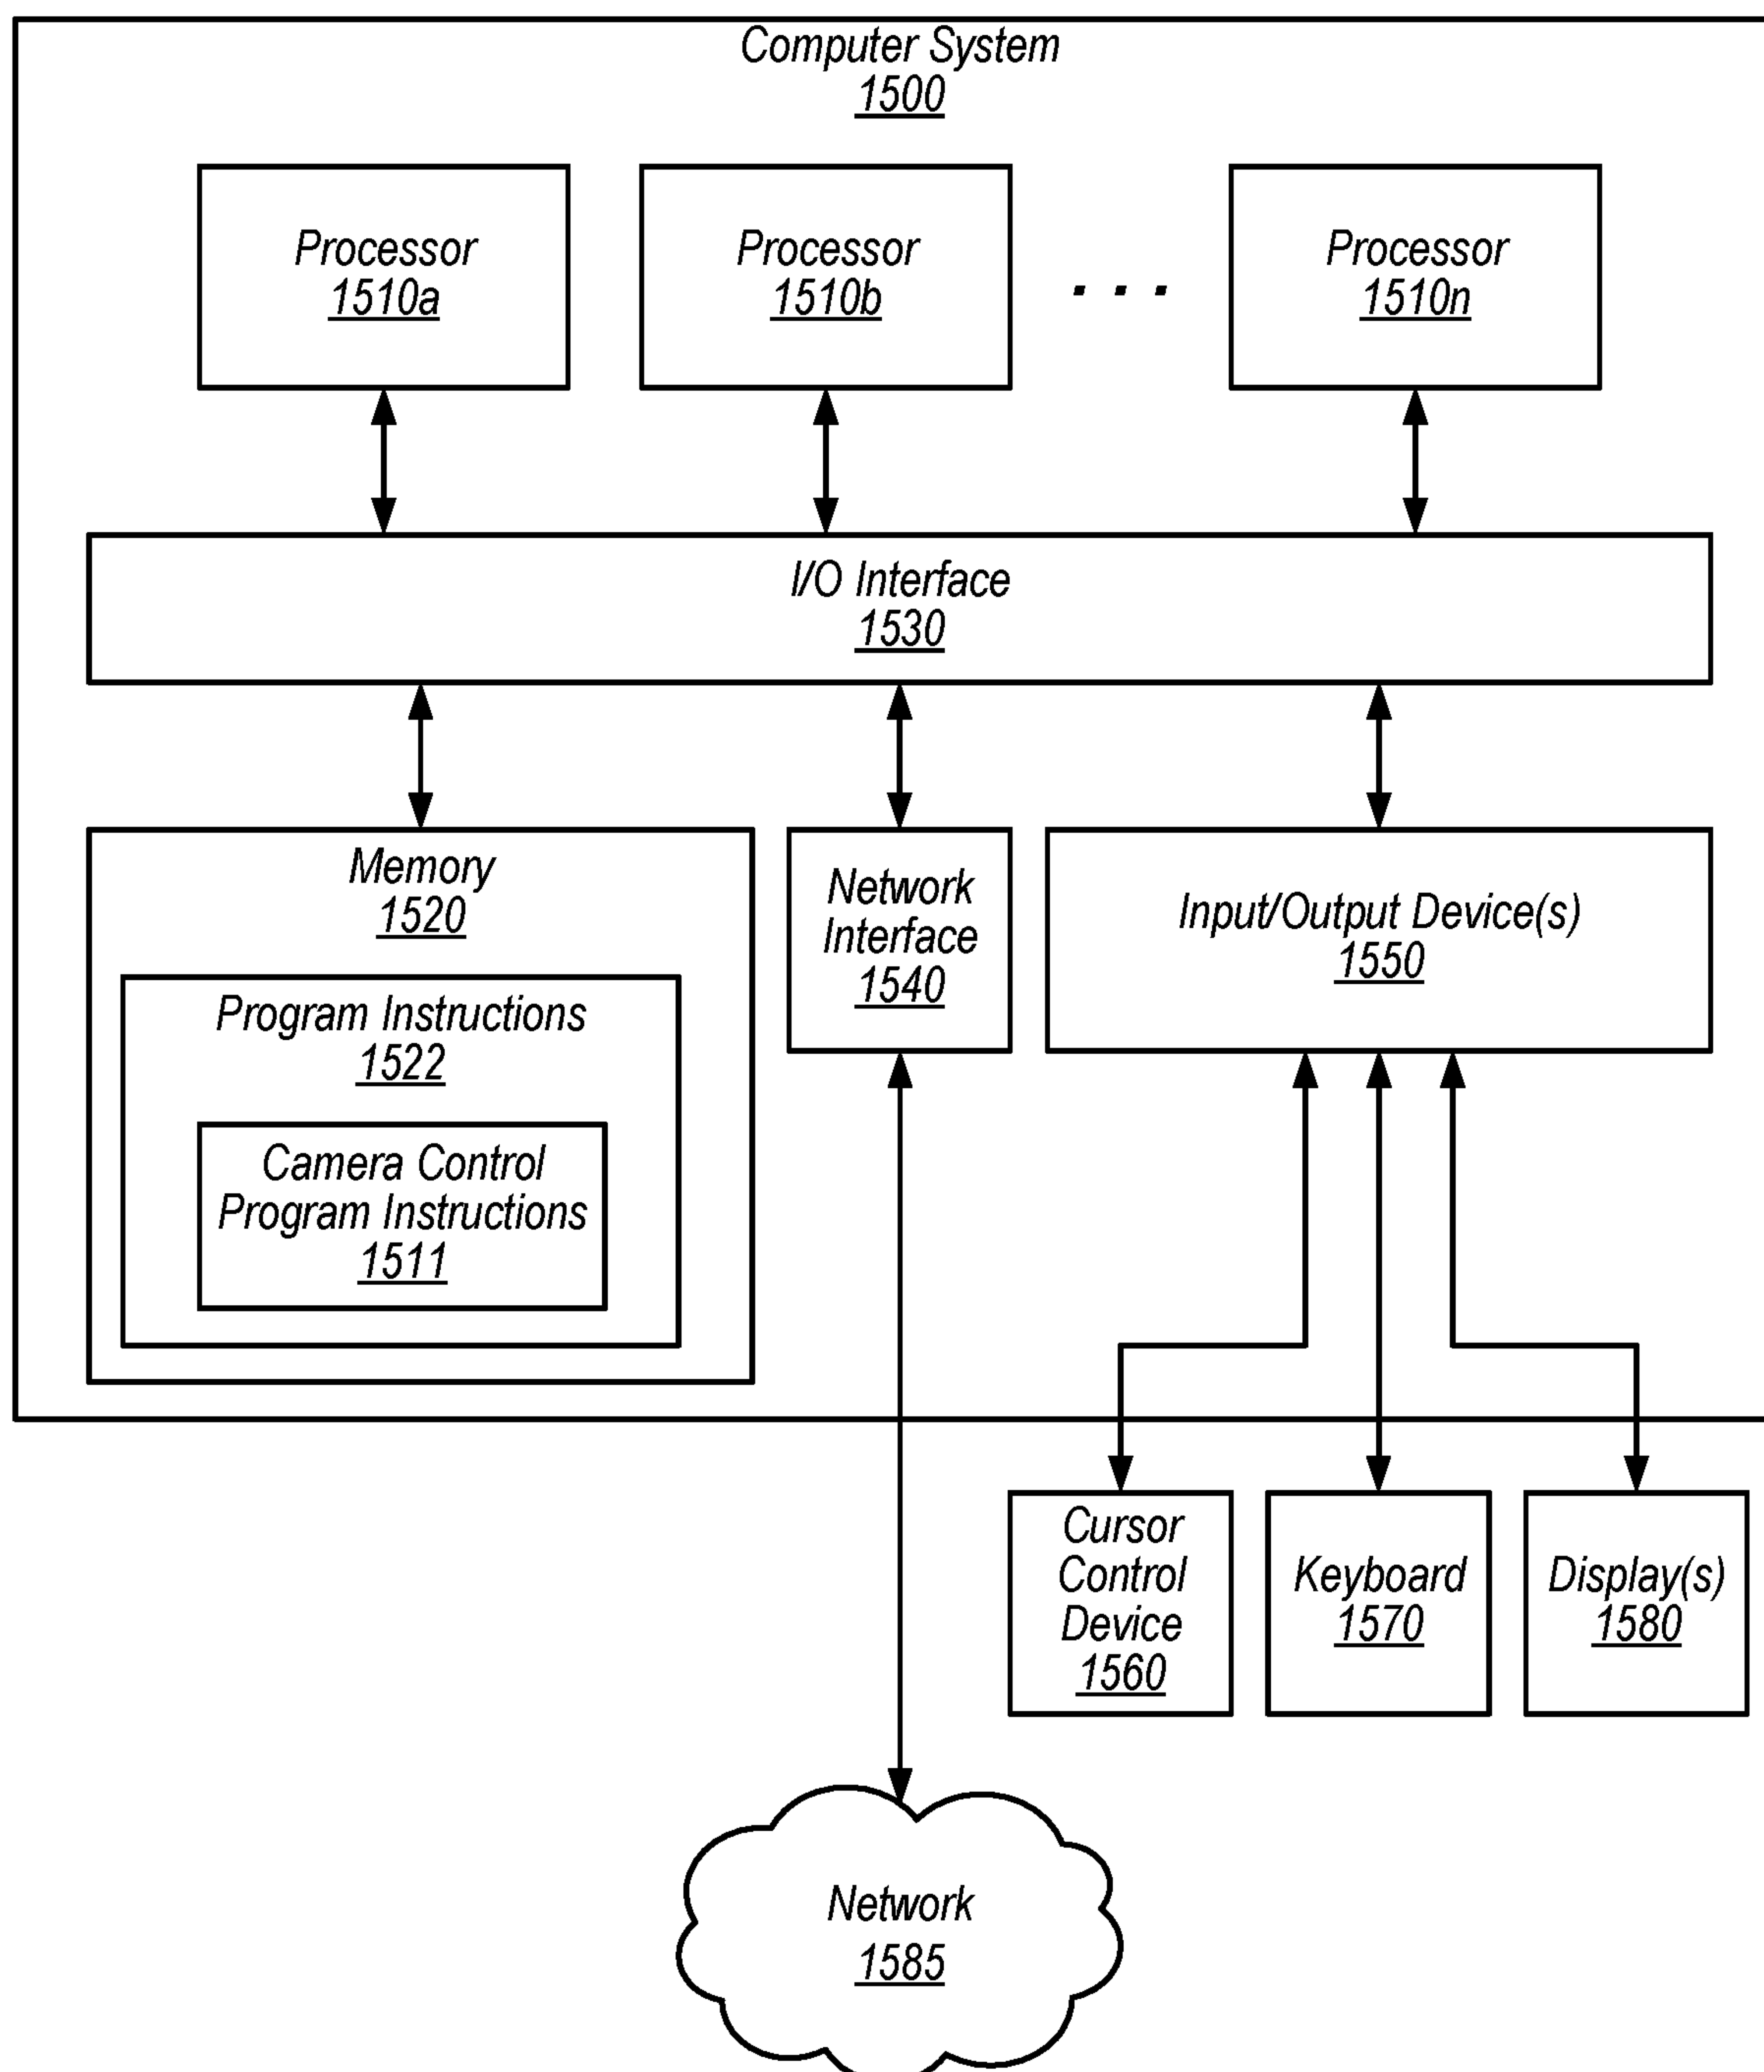 Computer System
1500
Processor
1510a
Processor
1510b
. . .
Processor
1510n
I/O Interface
1530
Memory
1520
Program Instructions
1522
Camera Control
Program Instructions
1511
Network
Interface
1540
Input/Output Device(s)
1550
Cursor
Control
Device
1560
Keyboard
1570
Display(s)
1580
Network
1585